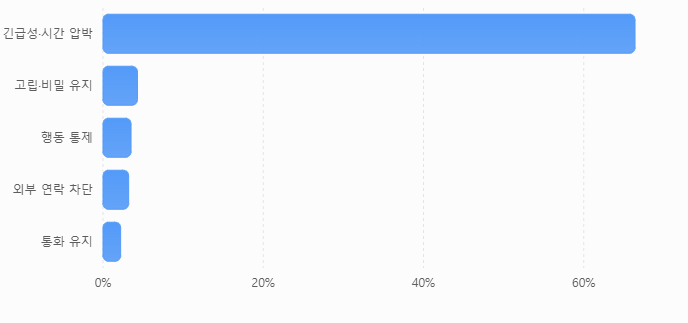 긴급성·시간 압박
고립·비밀 유지
행동 통제
외부 연락 차단
통화 유지
0% 20% 40% 60%